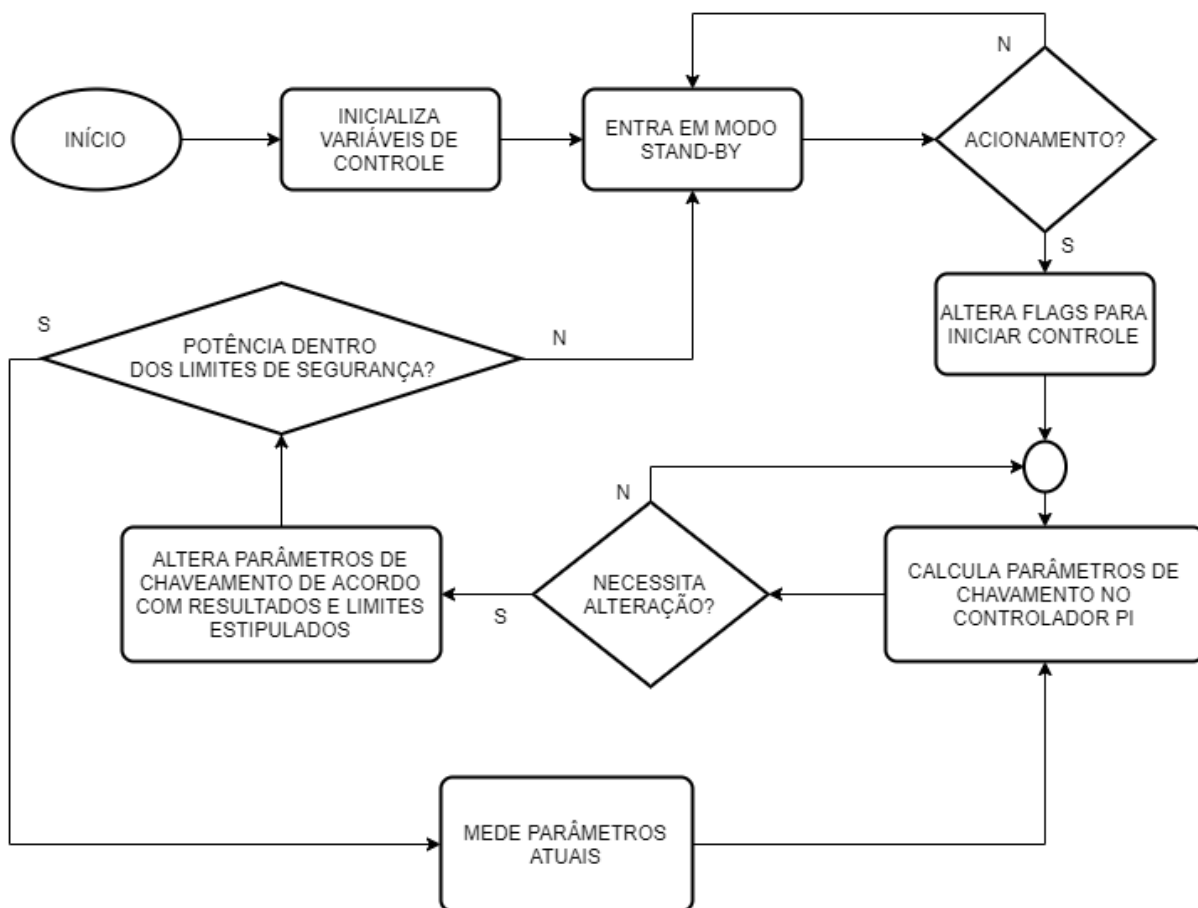 INÍCIO
INICIALIZA
VARIÁVEIS DE
CONTROLE
ENTRA EM MODO
STAND-BY
N
ACIONAMENTO?
S
ALTERA FLAGS PARA
INICIAR CONTROLE
S
POTÊNCIA DENTRO
DOS LIMITES DE SEGURANÇA?
N
N
ALTERA PARÂMETROS DE
CHAVEAMENTO DE ACORDO
COM RESULTADOS E LIMITES
ESTIPULADOS
S
NECESSITA
ALTERAÇÃO?
CALCULA PARÂMETROS DE
CHAVAMENTO NO
CONTROLADOR PI
MEDE PARÂMETROS
ATUAIS